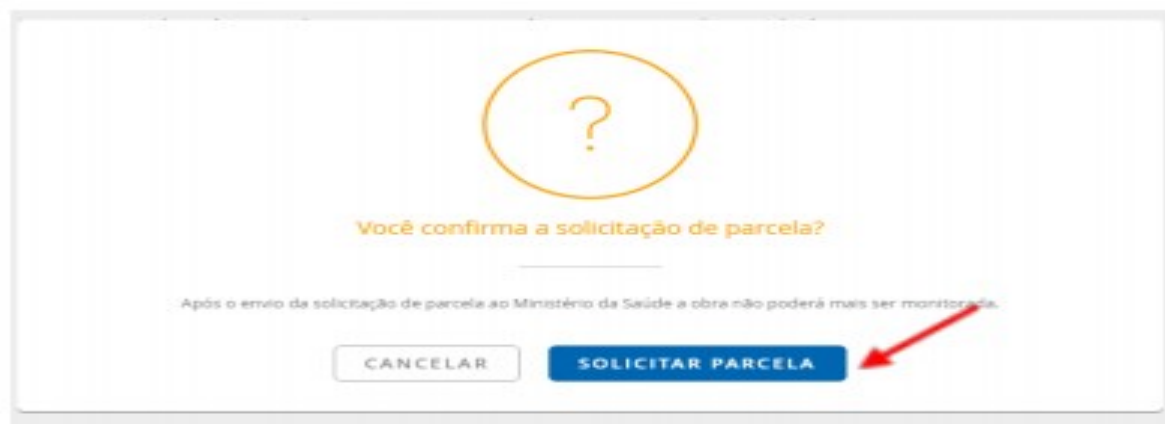 ?
Você confirma a solicitação de parcela?
Após o envio da solicitação de parcela ao Ministério da Saúde a obra não poderá mais ser monitorada.
CANCELAR SOLICITAR PARCELA